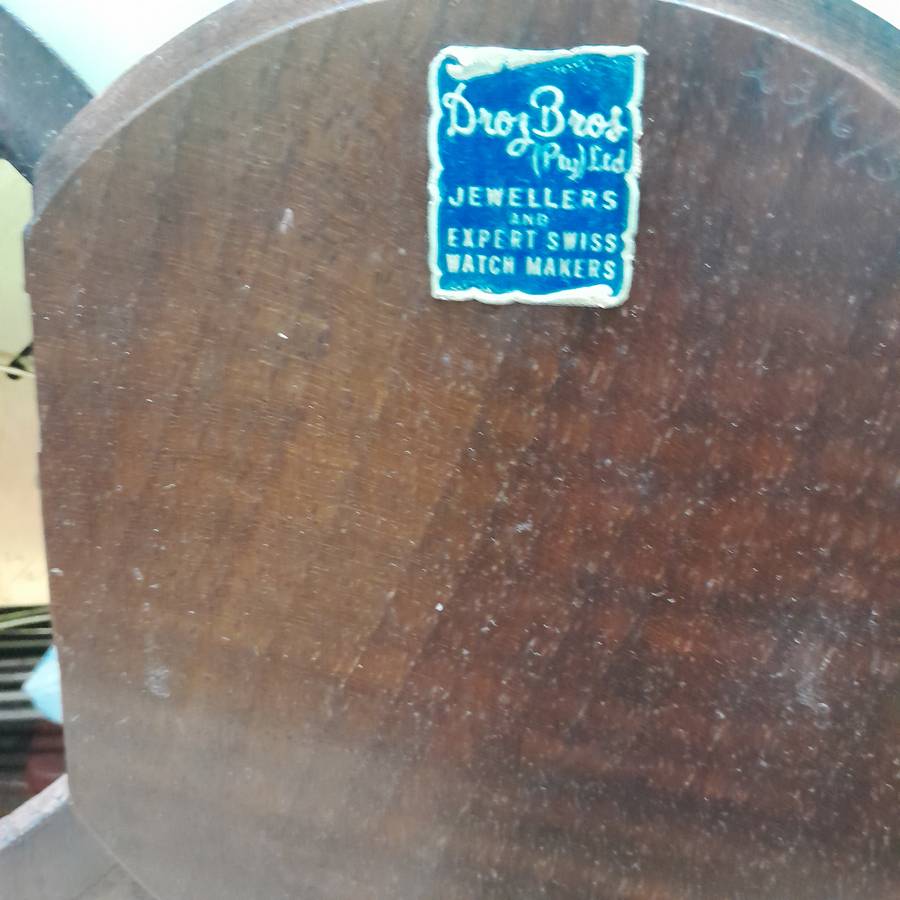 Droz Bros
(Pty) Ltd
JEWELLERS
AND
EXPERT SWISS
WATCH MAKERS